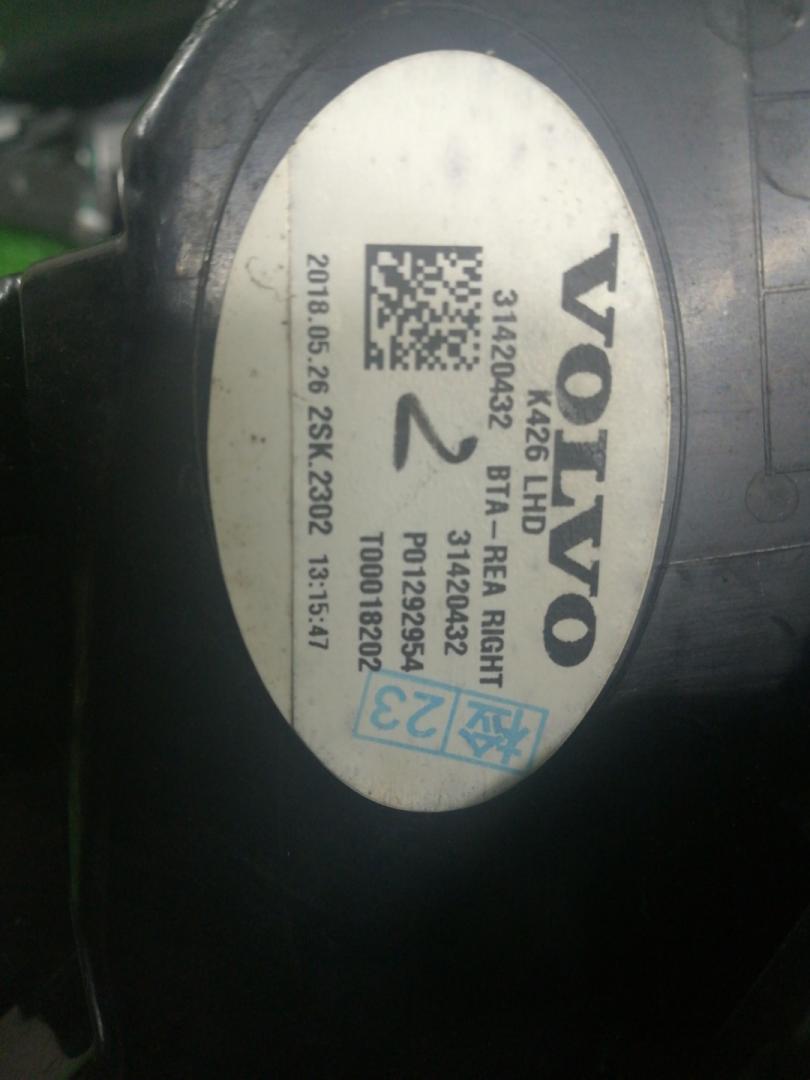 VOLVO
K426 LHD
31420432 BTA-REA RIGHT
31420432
P01292954
T00018202
2
2018.05.26 2SK.2302 13:15:47
检 23